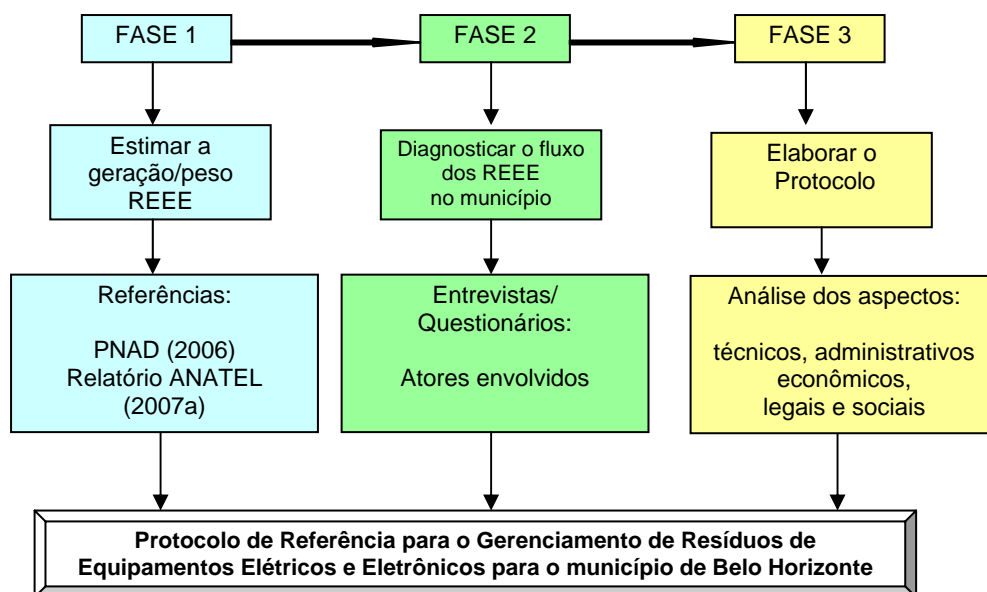 FASE 1
FASE 2
FASE 3
Estimar a
geração/peso
REEE
Diagnosticar o fluxo
dos REEE
no município
Elaborar o
Protocolo
Referências:
PNAD (2006)
Relatório ANATEL
(2007a)
Entrevistas/
Questionários:
Atores envolvidos
Análise dos aspectos:
técnicos, administrativos
econômicos,
legais e sociais
Protocolo de Referência para o Gerenciamento de Resíduos de
Equipamentos Elétricos e Eletrônicos para o município de Belo Horizonte